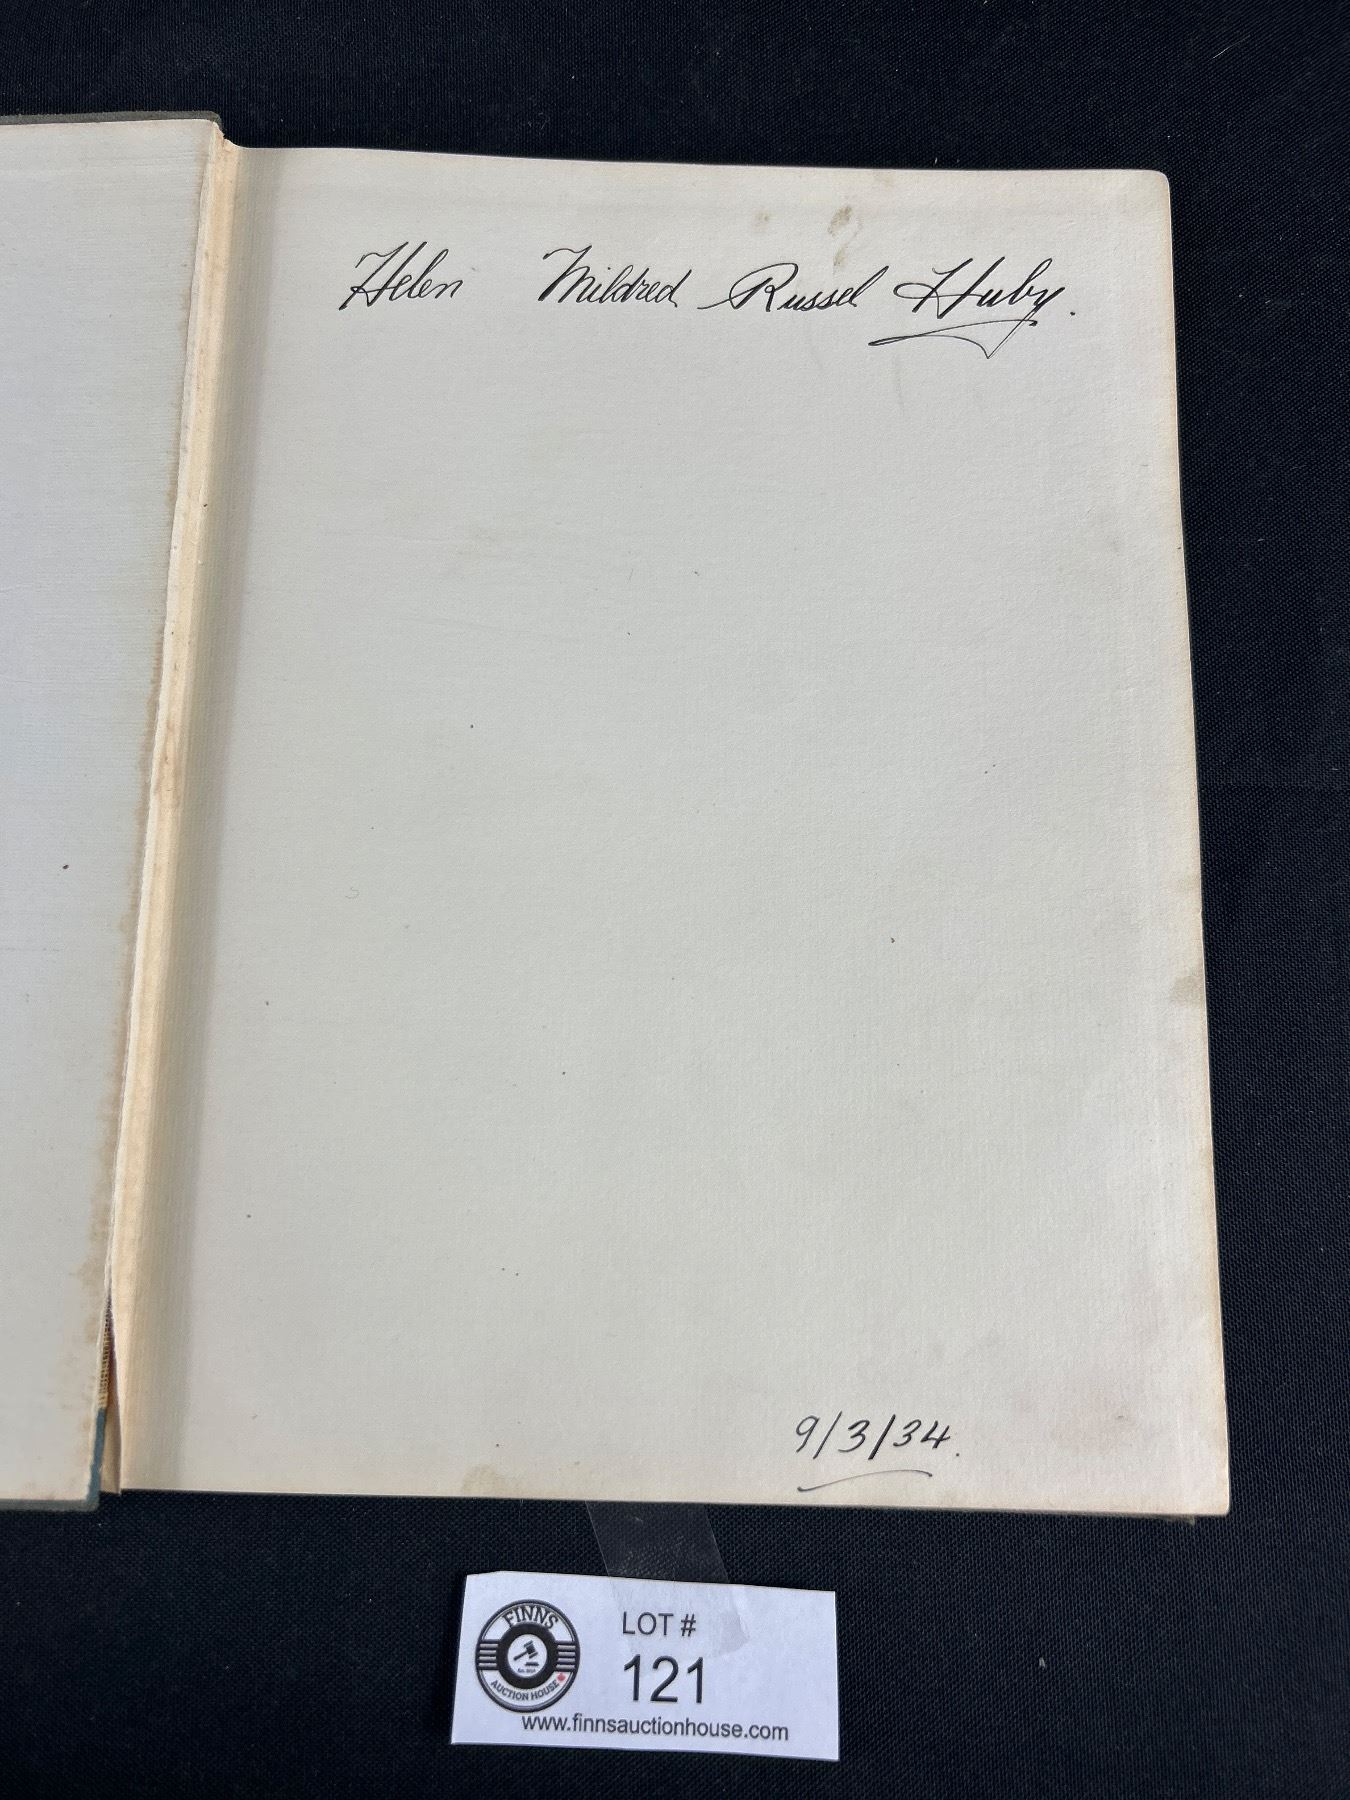 Helen Mildred Russel Huby.
9/3/34.
FINNS
AUCTION HOUSE
LOT #
121
www.finnsauctionhouse.com